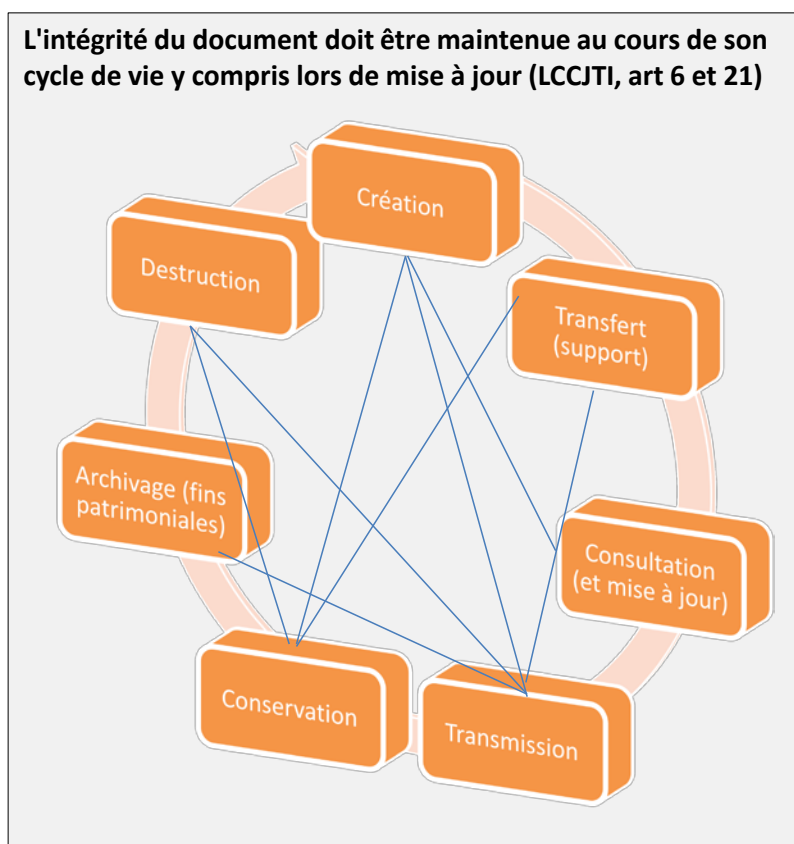 L'intégrité du document doit être maintenue au cours de son
cycle de vie y compris lors de mise à jour (LCCJTI, art 6 et 21)
Création
Transfert
(support)
Consultation
(et mise à jour)
Transmission
Conservation
Archivage (fins
patrimoniales)
Destruction